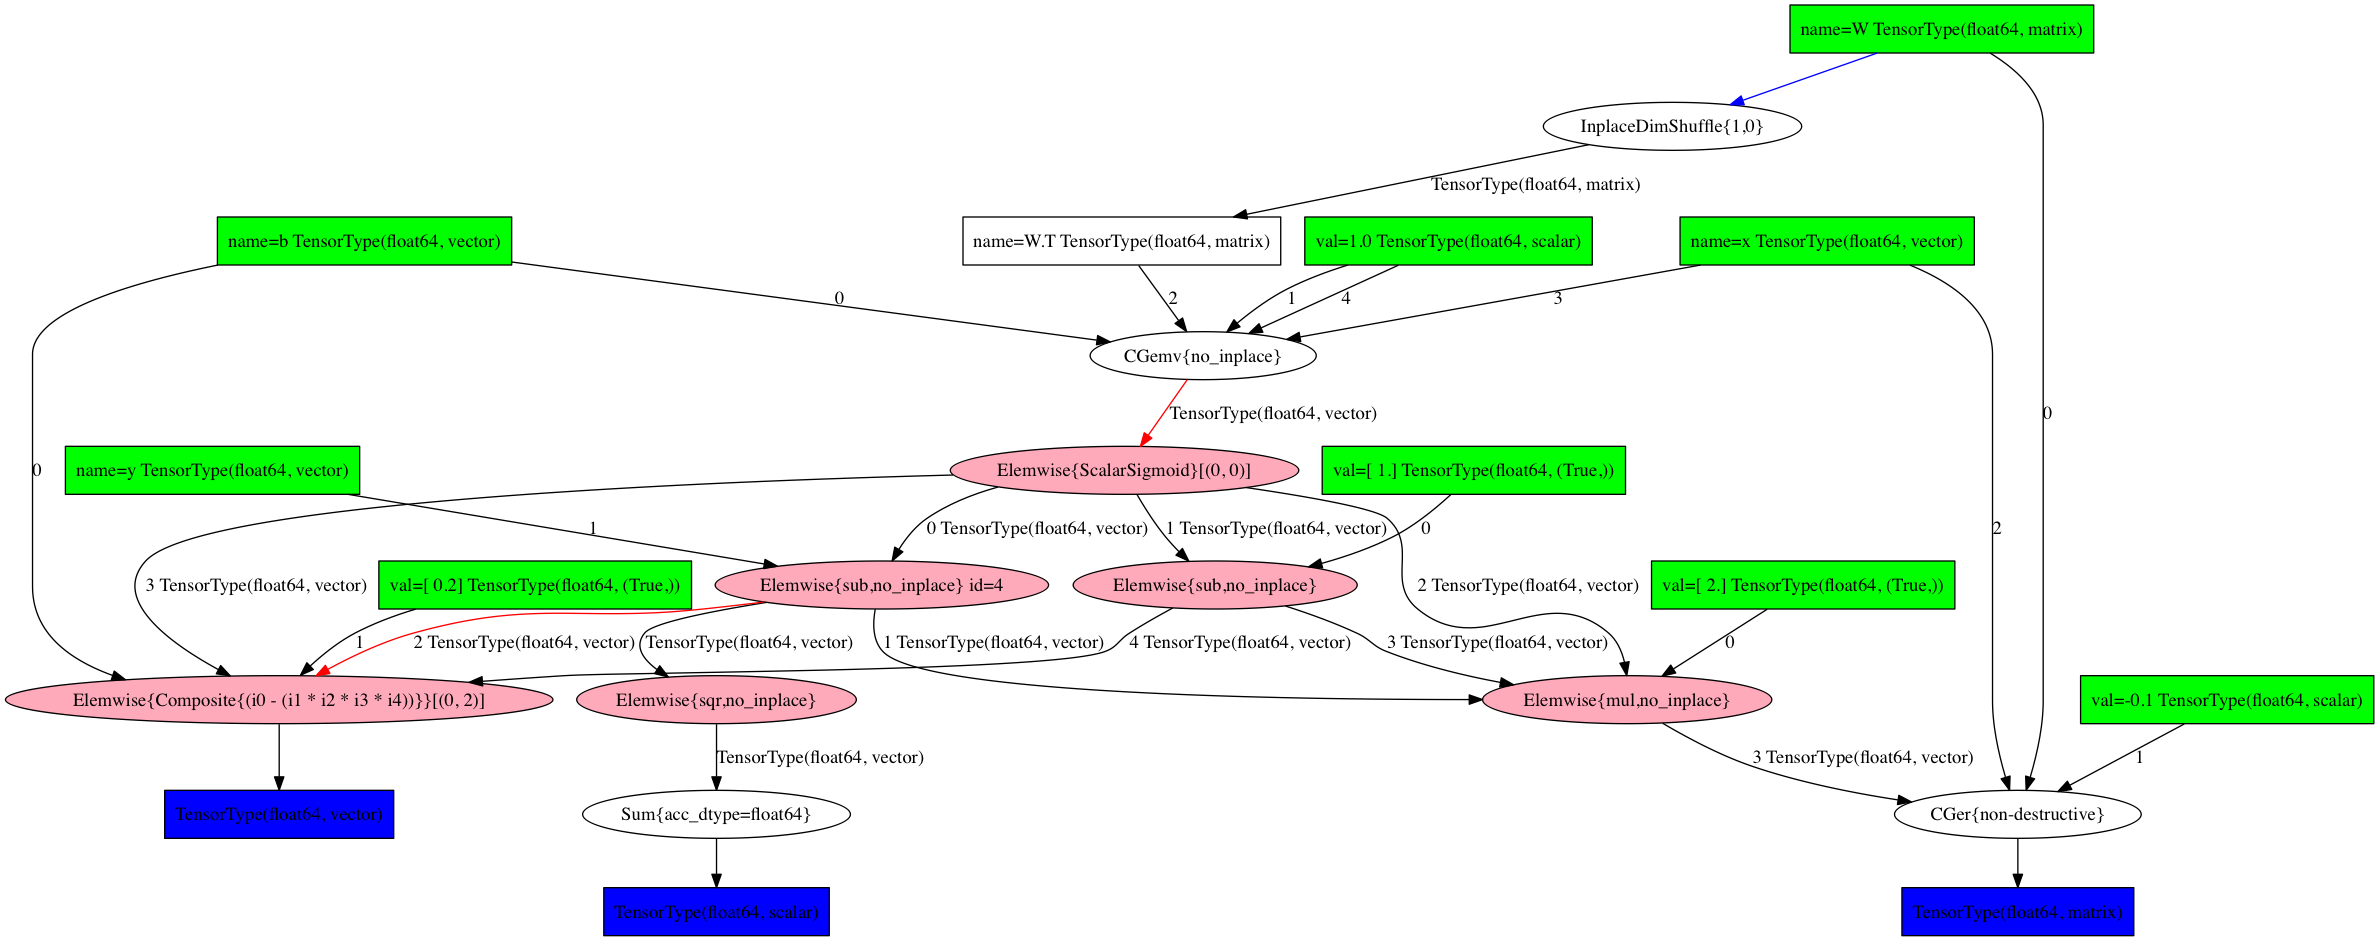 name=W TensorType(float64, matrix)
InplaceDimShuffle{1,0}
TensorType(float64, matrix)
0
name=b TensorType(float64, vector)
name=W.T TensorType(float64, matrix)
val=1.0 TensorType(float64, scalar)
name=x TensorType(float64, vector)
0
2
1
4
3
CGemv{no_inplace}
TensorType(float64, vector)
0
name=y TensorType(float64, vector)
Elemwise{ScalarSigmoid}[(0, 0)]
val=[ 1.] TensorType(float64, (True,))
1
0 TensorType(float64, vector)
1 TensorType(float64, vector)
0
2
3 TensorType(float64, vector)
val=[ 0.2] TensorType(float64, (True,))
Elemwise{sub,no_inplace} id=4
Elemwise{sub,no_inplace}
2 TensorType(float64, vector)
val=[ 2.] TensorType(float64, (True,))
1
2 TensorType(float64, vector)
TensorType(float64, vector)
1 TensorType(float64, vector)
4 TensorType(float64, vector)
3 TensorType(float64, vector)
0
Elemwise{Composite{(i0 - (i1 * i2 * i3 * i4))}}[(0, 2)]
Elemwise{sqr,no_inplace}
Elemwise{mul,no_inplace}
val=-0.1 TensorType(float64, scalar)
TensorType(float64, vector)
3 TensorType(float64, vector)
1
TensorType(float64, vector)
Sum{acc_dtype=float64}
CGer{non-destructive}
TensorType(float64, scalar)
TensorType(float64, matrix)